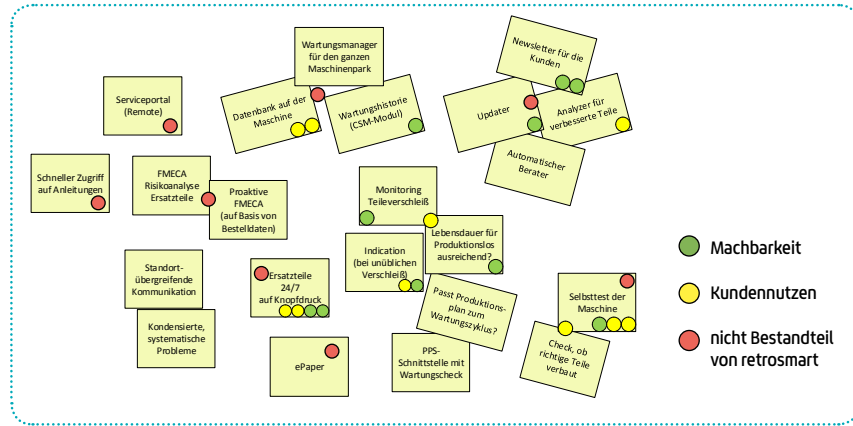 Wartungsmanager
für den ganzen
Maschinenpark
Newsletter für die
Kunden
Serviceportal
(Remote)
Datenbank auf der
Maschine
Wartungshistorie
(CSM-Modul)
Updater
Analyzer für
verbesserte Teile
Automatischer
Berater
Schneller Zugriff
auf Anleitungen
FMECA
Risikoanalyse
Ersatzteile
Proaktive
FMECA
(auf Basis von
Bestelldaten)
Monitoring
Teileverschleiß
Lebensdauer für
Produktionslos
ausreichend?
Indication
(bei unüblichen
Verschleiß)
Standort-
übergreifende
Kommunikation
Ersatzteile
24/7
auf Knopfdruck
Passt Produktions-
plan zum
Wartungszyklus?
Selbsttest der
Maschine
Kondensierte,
systematische
Probleme
ePaper
PPS-
Schnittstelle mit
Wartungscheck
Check, ob
richtige Teile
verbaut
Machbarkeit
Kundennutzen
nicht Bestandteil
von retrosmart